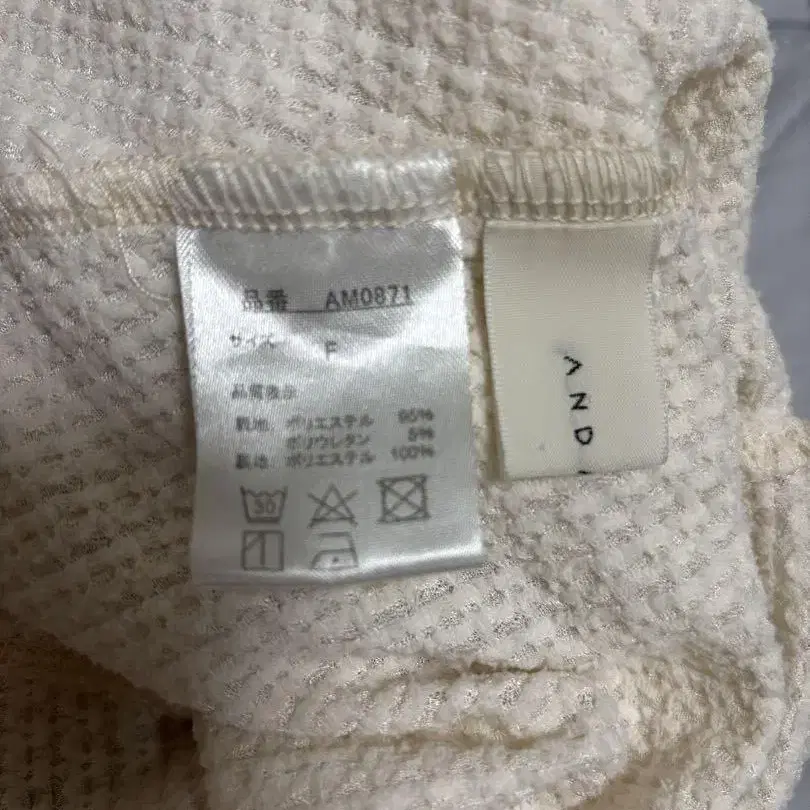 品番 AM0871
サイズ F
品質表示
表地 ポリエステル 95%
ポリウレタン 5%
裏地 ポリエステル 100%
30
AND